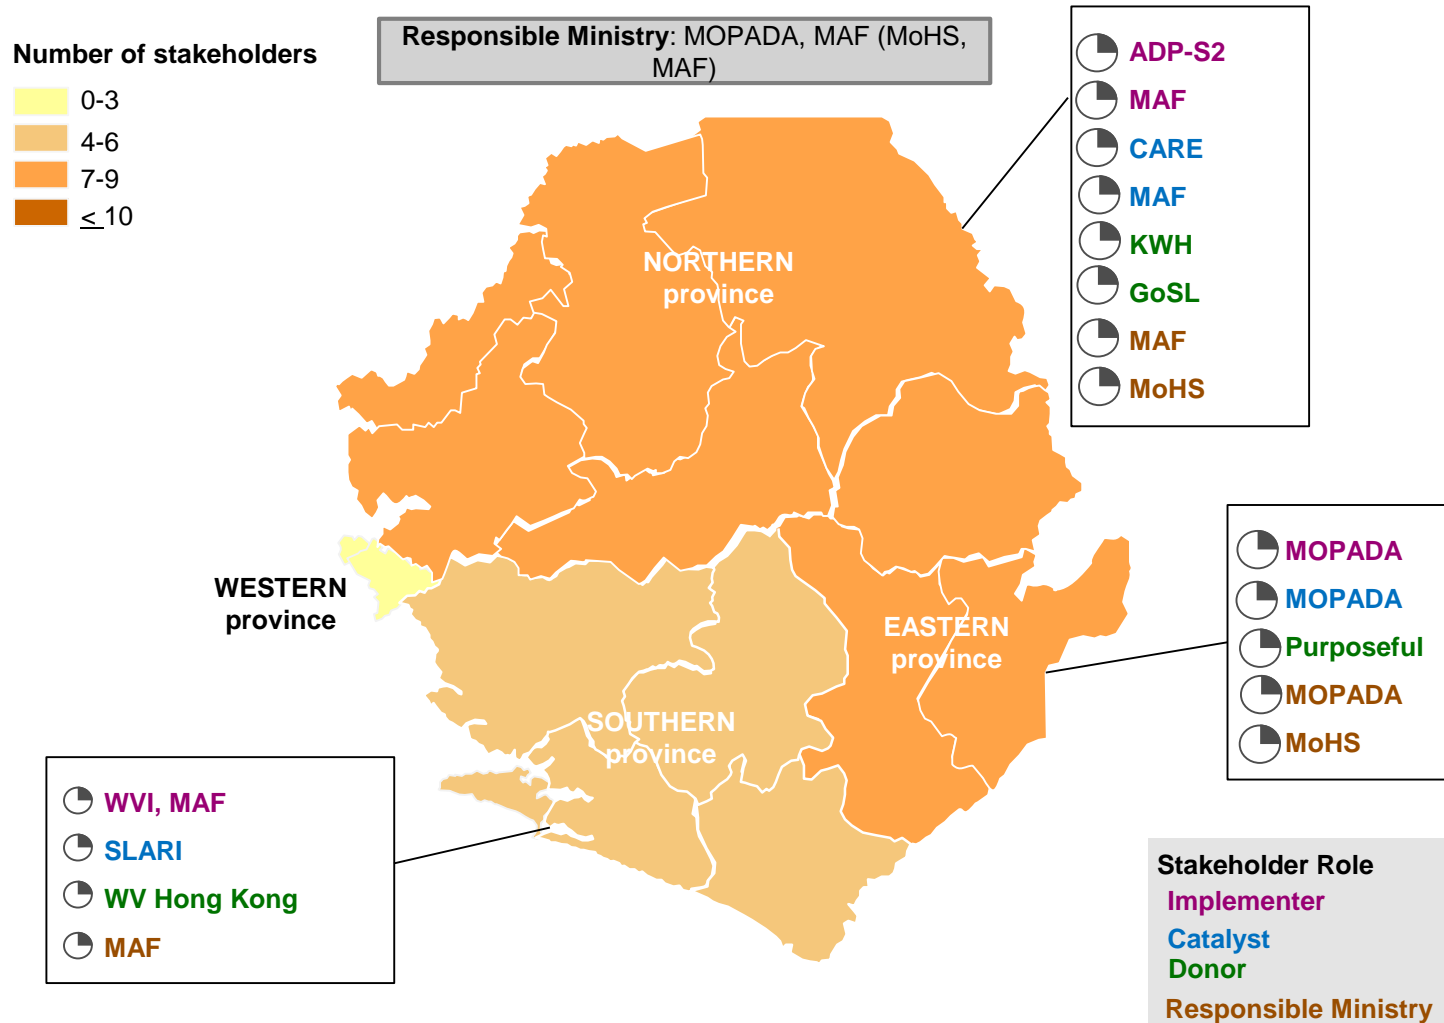 Number of stakeholders
0-3
4-6
7-9
< 10
Responsible Ministry: MOPADA, MAF (MoHS,
MAF)
ADP-S2
MAF
CARE
MAF
KWH
GoSL
MAF
MoHS
NORTHERN
province
WESTERN
province
EASTERN
province
SOUTHERN
province
MOPADA
MOPADA
Purposeful
MOPADA
MoHS
WVI, MAF
SLARI
WV Hong Kong
MAF
Stakeholder Role
Implementer
Catalyst
Donor
Responsible Ministry